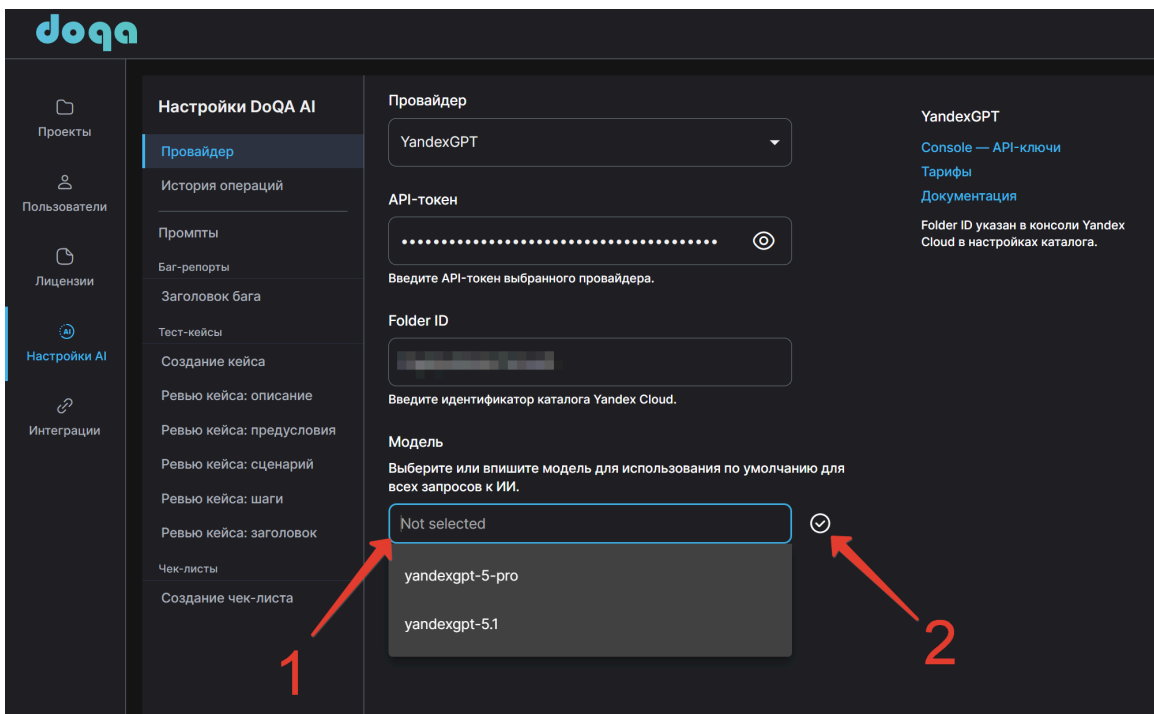 doqa
Проекты
Пользователи
Лицензии
AI
Настройки AI
Интеграции
Настройки DoQA AI
Провайдер
История операций
Промпты
Баг-репорты
Заголовок бага
Тест-кейсы
Создание кейса
Ревью кейса: описание
Ревью кейса: предусловия
Ревью кейса: сценарий
Ревью кейса: шаги
Ревью кейса: заголовок
Чек-листы
Создание чек-листа
Провайдер
YandexGPT
API-токен
Введите API-токен выбранного провайдера.
Folder ID
Введите идентификатор каталога Yandex Cloud.
Модель
Выберите или впишите модель для использования по умолчанию для
всех запросов к ИИ.
Not selected
yandexgpt-5-pro
yandexgpt-5.1
1
2
YandexGPT
Console — API-ключи
Тарифы
Документация
Folder ID указан в консоли Yandex
Cloud в настройках каталога.